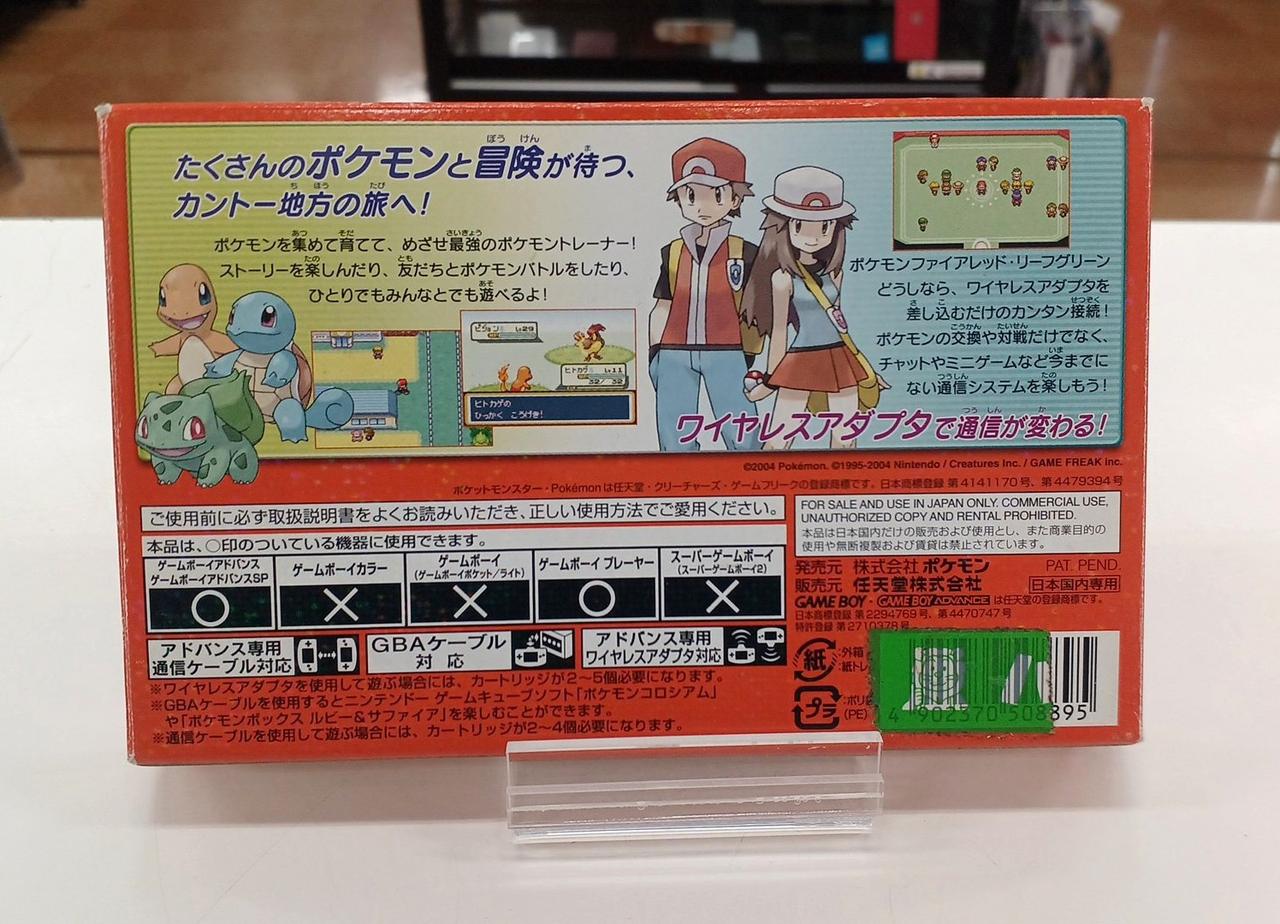 たくさんのポケモンと冒険が待つ、
カントー地方の旅へ!
ポケモンを集めて育てて、めざせ最強のポケモントレーナー!
ストーリーを楽しんだり、友だちとポケモンバトルをしたり、
ひとりでもみんなとでも遊べるよ!
ピジョン Lv29
ヒトカゲ Lv11
32/ 32
ヒトカゲの
ひっかく こうげき!
ポケモンファイアレッド・リーフグリーン
どうしなら、ワイヤレスアダプタを
差し込むだけのカンタン接続!
ポケモンの交換や対戦だけでなく、
チャットやミニゲームなど今までに
ない通信システムを楽しもう!
ワイヤレスアダプタで通信が変わる!
©2004 Pokémon. ©1995-2004 Nintendo / Creatures Inc. / GAME FREAK inc.
ポケットモンスター・Pokémonは任天堂・クリーチャーズ・ゲームフリークの登録商標です。日本商標登録 第4141170号、第4479394号
ご使用前に必ず取扱説明書をよくお読みいただき、正しい使用方法でご愛用ください。
本品は、○印のついている機器に使用できます。
ゲームボーイアドバンス
ゲームボーイアドバンスSP
ゲームボーイカラー
ゲームボーイ
(ゲームボーイポケット/ライト)
ゲームボーイ プレーヤー
スーパーゲームボーイ
(スーパーゲームボーイ2)
○
×
×
○
×
アドバンス専用
通信ケーブル対応
GBAケーブル
対応
アドバンス専用
ワイヤレスアダプタ対応
※ワイヤレスアダプタを使用して遊ぶ場合には、カートリッジが2~5個必要になります。
※GBAケーブルを使用するとニンテンドー ゲームキューブソフト「ポケモンコロシアム」
や「ポケモンボックス ルビー&サファイア」を楽しむことができます。
※通信ケーブルを使用して遊ぶ場合には、カートリッジが2~4個必要になります。
FOR SALE AND USE IN JAPAN ONLY. COMMERCIAL USE,
UNAUTHORIZED COPY AND RENTAL PROHIBITED.
本品は日本国内だけの販売および使用とし、また商業目的の
使用や無断複製および賃貸は禁止されています。
発売元 株式会社ポケモン PAT. PEND.
販売元 任天堂株式会社 日本国内専用
GAME BOY・GAME BOY ADVANCE は任天堂の登録商標です。
日本商標登録 第2294769号、第4470747号
特許登録 第2710378号
紙
:外箱
:紙トレ
プラ
:ポリ
(PE)
4 902370 508895